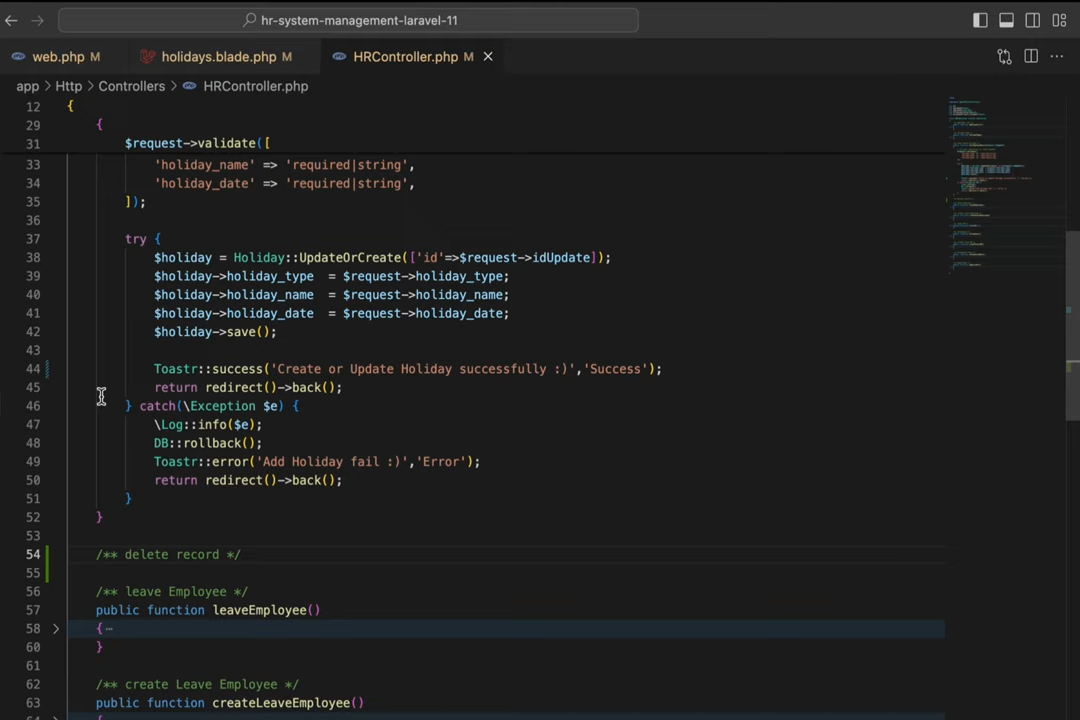 hr-system-management-laravel-11
web.php M
holidays.blade.php M
HRController.php M
app > Http > Controllers > HRController.php
12 {
29 {
31 $request->validate([
33 'holiday_name' => 'required|string',
34 'holiday_date' => 'required|string',
35 ]);
36
37 try {
38 $holiday = Holiday::UpdateOrCreate(['id'=>$request->idUpdate]);
39 $holiday->holiday_type = $request->holiday_type;
40 $holiday->holiday_name = $request->holiday_name;
41 $holiday->holiday_date = $request->holiday_date;
42 $holiday->save();
43
44 Toastr::success('Create or Update Holiday successfully :)','Success');
45 return redirect()->back();
46 } catch(\Exception $e) {
47 \Log::info($e);
48 DB::rollback();
49 Toastr::error('Add Holiday fail :)','Error');
50 return redirect()->back();
51 }
52 }
53
54 /** delete record */
55
56 /** leave Employee */
57 public function leaveEmployee()
58 {···
60 }
61
62 /** create Leave Employee */
63 public function createLeaveEmployee()